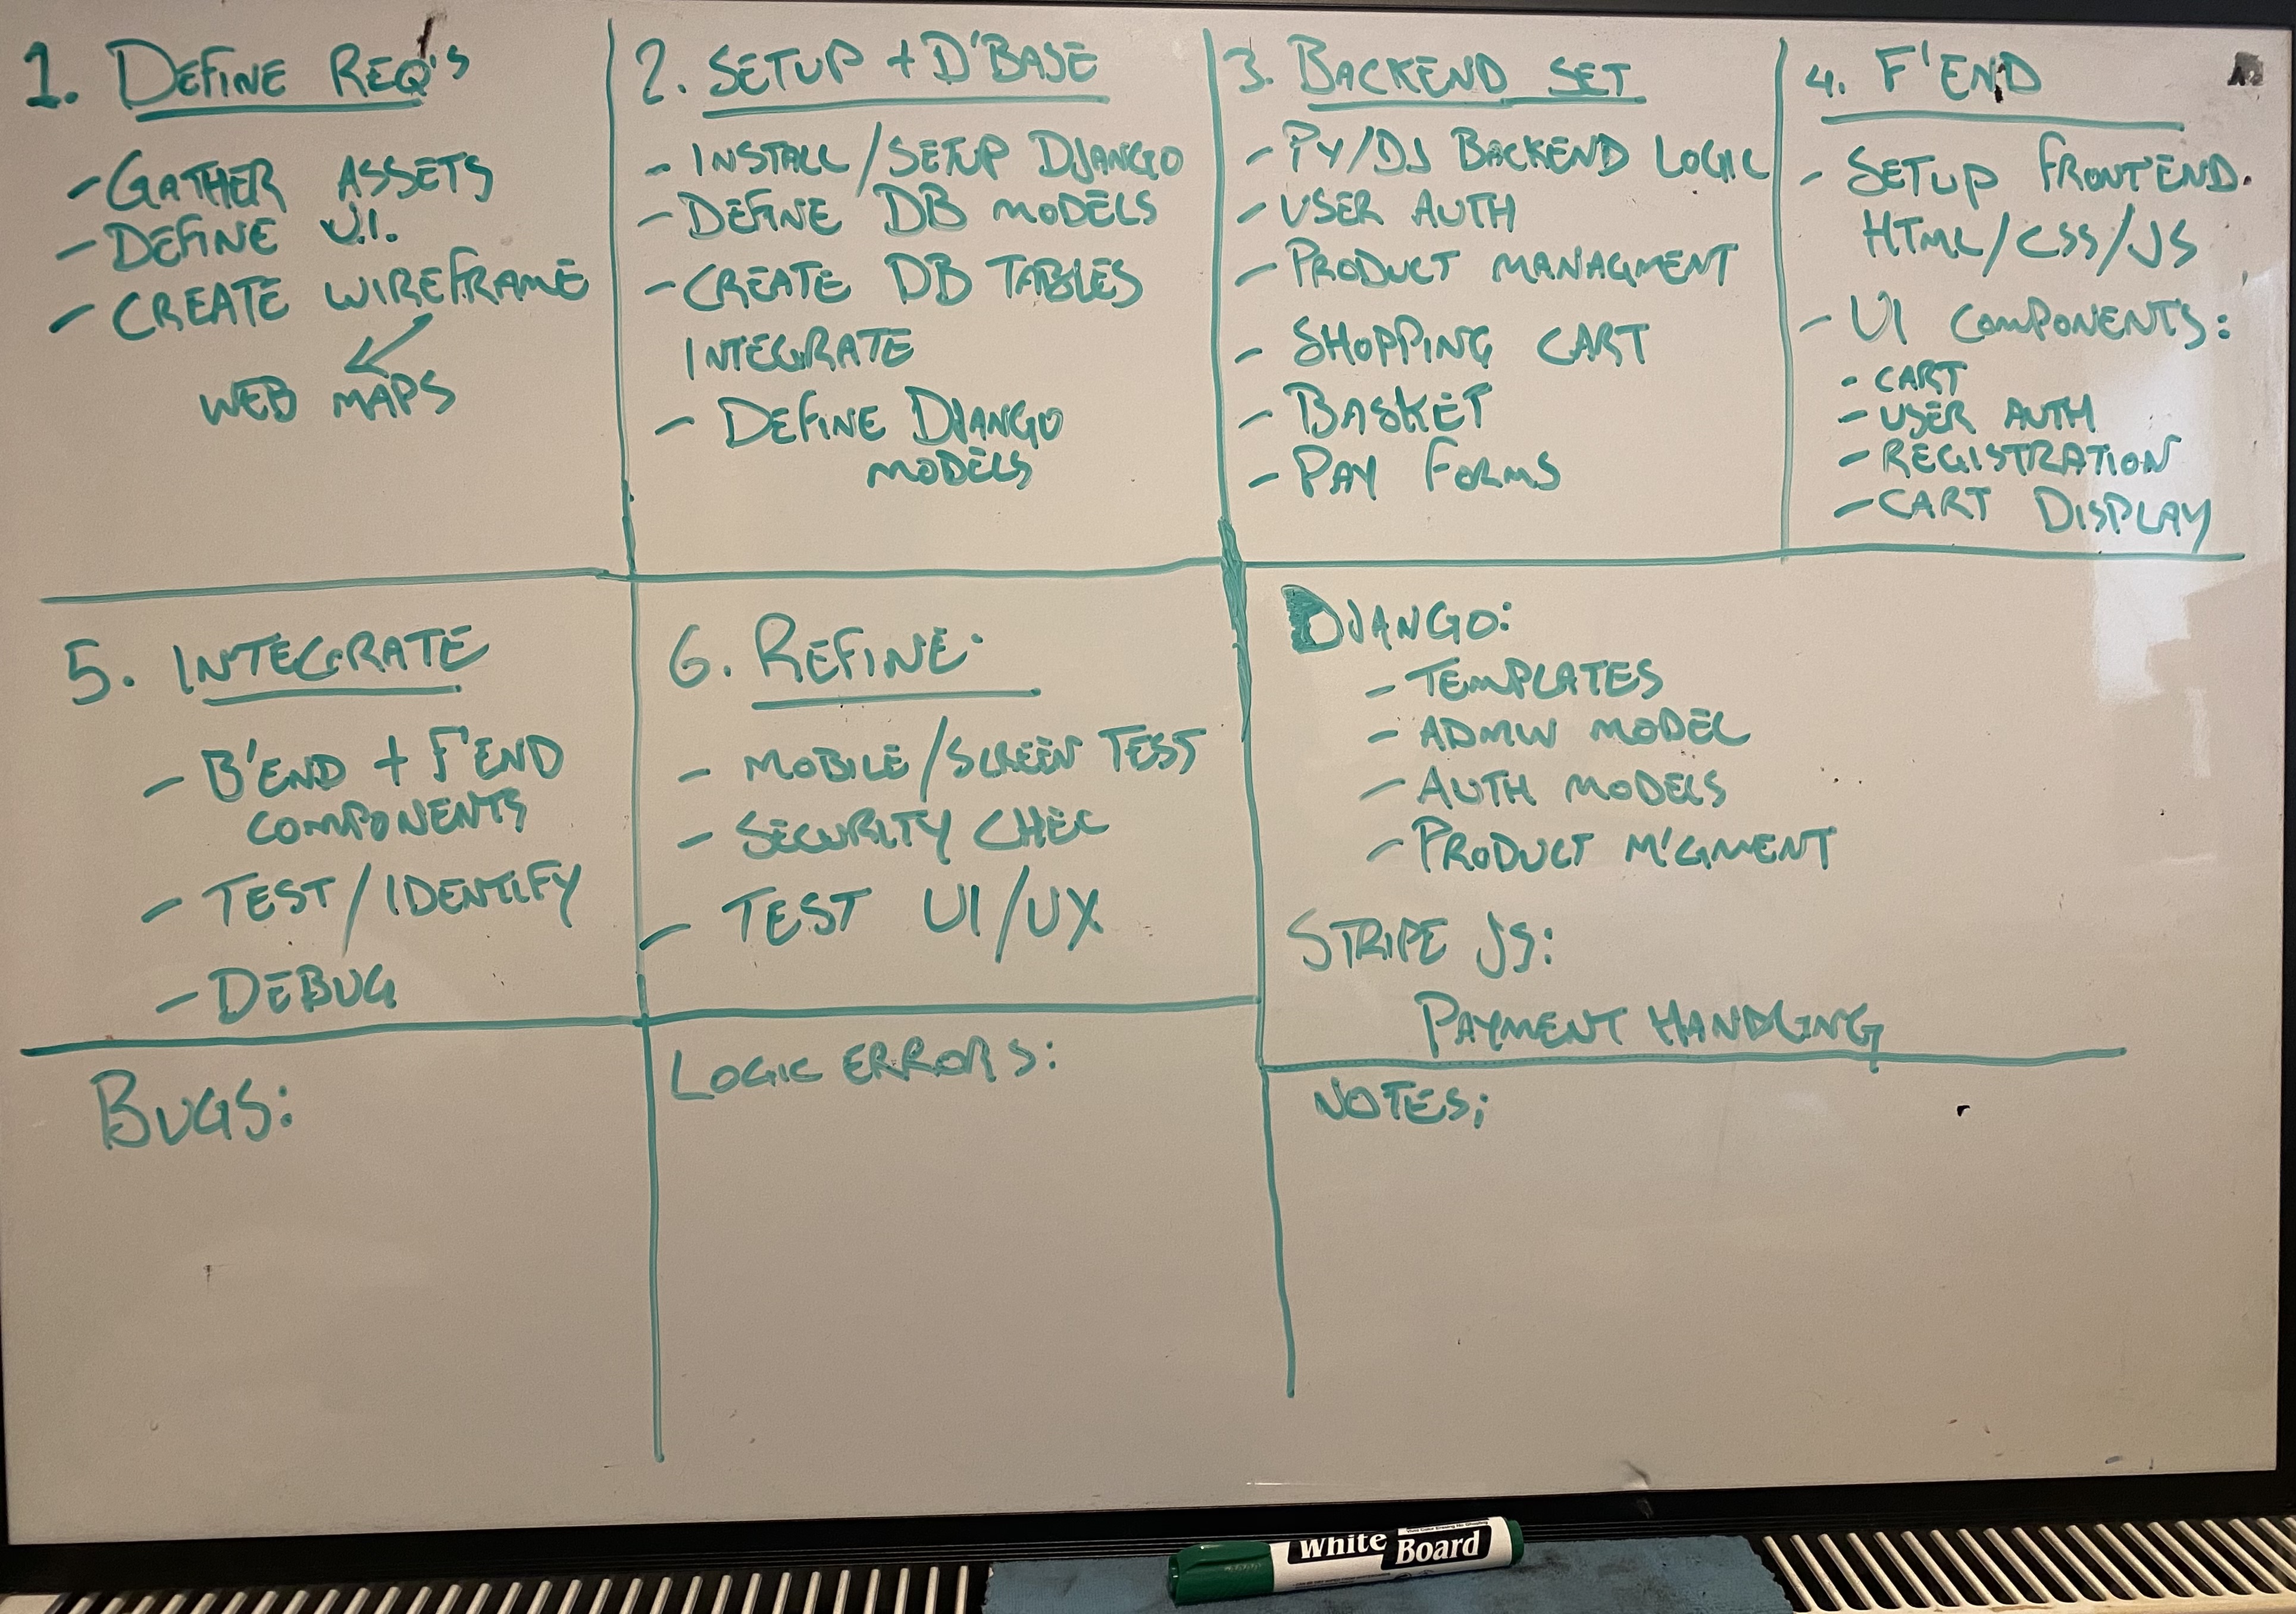 1. DEFINE REQ'S
- GATHER ASSETS
- DEFINE U.I.
- CREATE WIREFRAME
WEB MAPS
2. SETUP + D'BASE
- INSTALL/SETUP DJANGO
- DEFINE DB MODELS
- CREATE DB TABLES
INTEGRATE
- DEFINE DJANGO
MODELS
3. BACKEND SET
- PY/DJ BACKEND LOGIC
- USER AUTH
- PRODUCT MANAGMENT
- SHOPPING CART
- BASKET
- PAY FORMS
4. F'END
- SETUP FRONTEND.
HTML/CSS/JS
- UI COMPONENTS:
- CART
- USER AUTH
- REGISTRATION
- CART DISPLAY
5. INTEGRATE
- B'END + F'END
COMPONENTS
- TEST/IDENTIFY
- DEBUG
6. REFINE:
- MOBILE/SCREEN TEST
- SECURITY CHEC
- TEST UI/UX
DJANGO:
- TEMPLATES
- ADMIN MODEL
- AUTH MODELS
- PRODUCT M'GMENT
STRIPE JS:
PAYMENT HANDLING
BUGS:
LOGIC ERRORS:
NOTES;
White Board